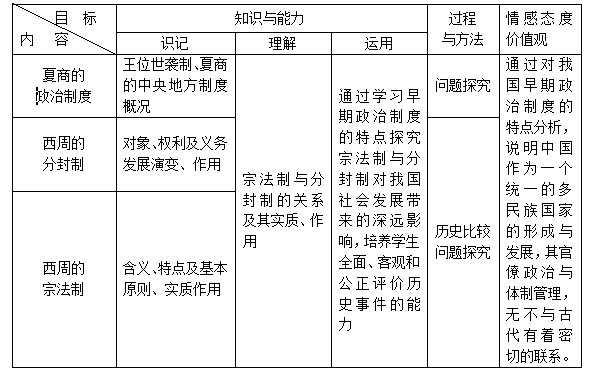 目 标
内 容
知识与能力
识记
理解
运用
过程
与方法
情感态度
价值观
夏商的
政治制度
王位世袭制、夏商
的中央地方制度
概况
问题探究
西周的
分封制
对象、权利及义务
发展演变、作用
西周的
宗法制
含义、特点及基本
原则、实质作用
宗法制与分
封制的关系
及其实质、作
用
通过学习早
期政治制度
的特点探究
宗法制与分
封制对我国
社会发展带
来的深远影
响，培养学生
全面、客观和
公正评价历
史事件的能
力
历史比较
问题探究
通过对我
国早期政
治制度的
特点分析，
说明中国
作为一个
统一的多
民族国家
的形成与
发展，其官
僚政治与
体制管理，
无不与古
代有着密
切的联系。